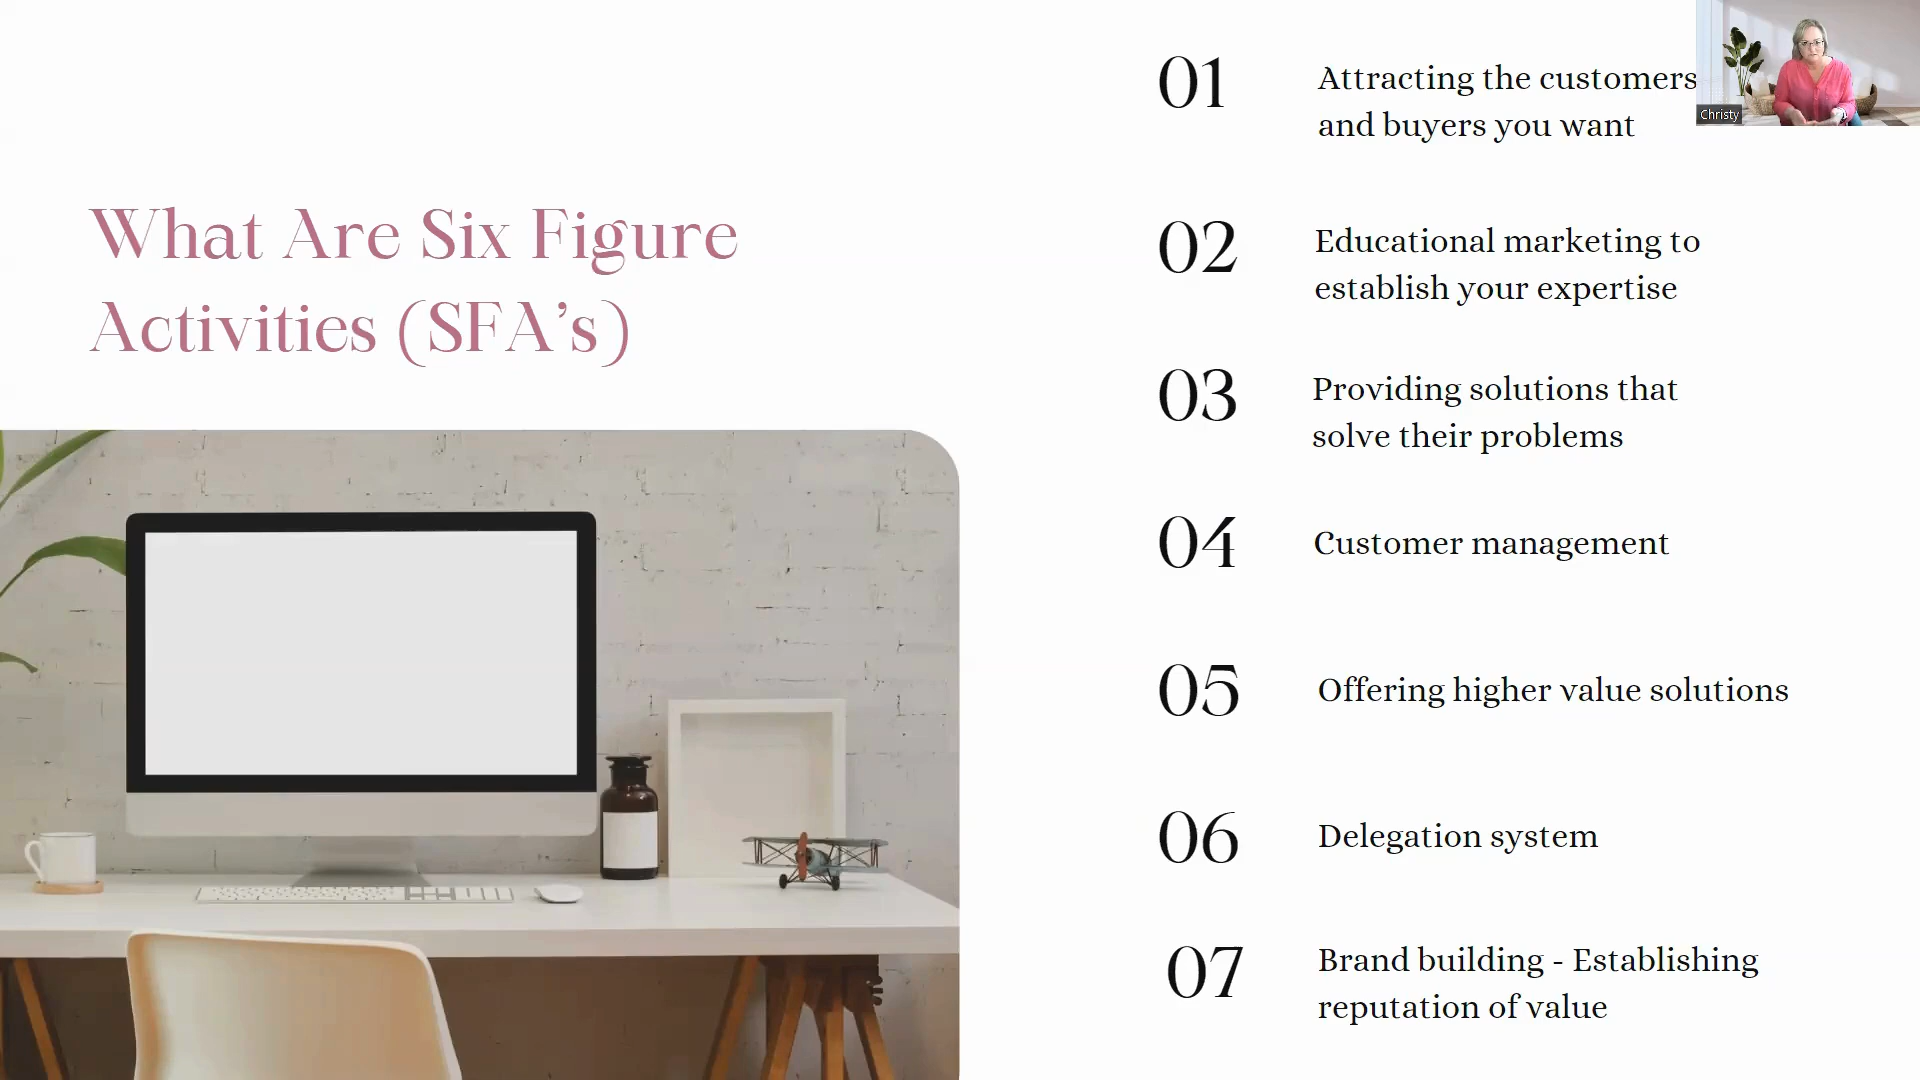 What Are Six Figure
Activities (SFA's)
01
Attracting the customers
and buyers you want
02
Educational marketing to
establish your expertise
03
Providing solutions that
solve their problems
04
Customer management
05
Offering higher value solutions
06
Delegation system
07
Brand building - Establishing
reputation of value
Christy